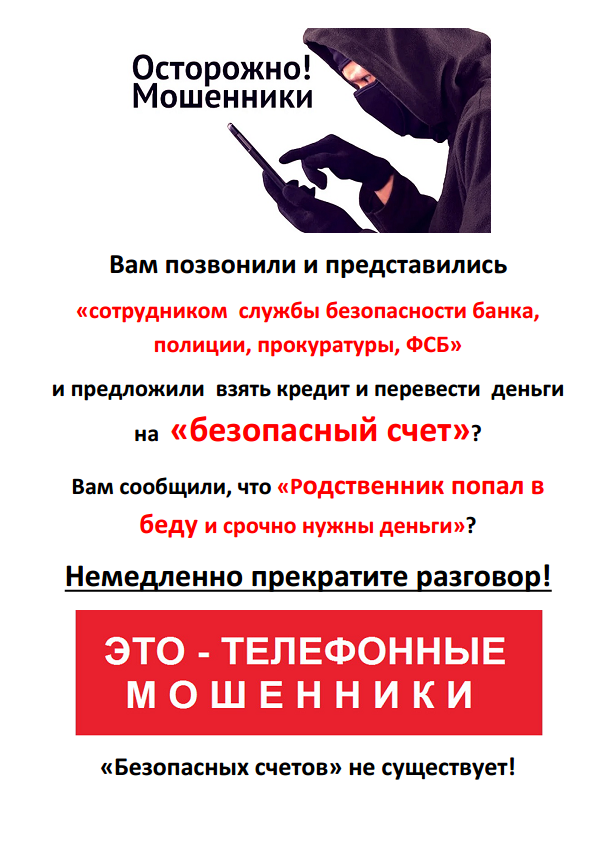 Осторожно!
Мошенники
Вам позвонили и представились
«сотрудником службы безопасности банка,
полиции, прокуратуры, ФСБ»
и предложили взять кредит и перевести деньги
на «безопасный счет»?
Вам сообщили, что «Родственник попал в
беду и срочно нужны деньги»?
Немедленно прекратите разговор!
ЭТО - ТЕЛЕФОННЫЕ
МОШЕННИКИ
«Безопасных счетов» не существует!